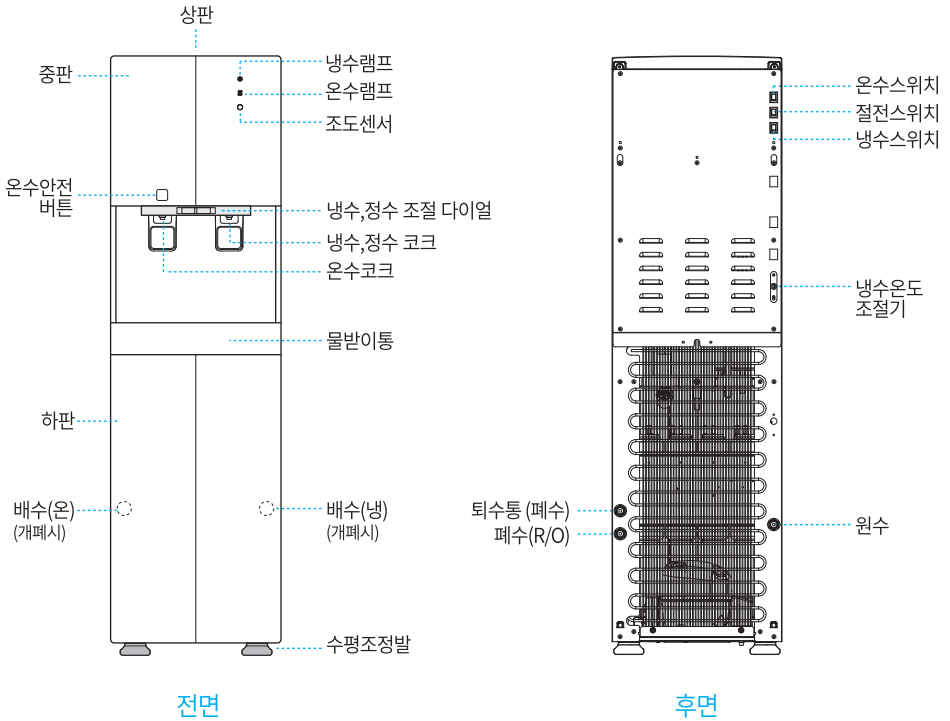 상판
중판
냉수램프
온수램프
조도센서
온수안전
버튼
냉수,정수 조절 다이얼
냉수,정수 코크
온수코크
물받이통
하판
배수(온)
(개폐시)
배수(냉)
(개폐시)
수평조정발
전면
온수스위치
절전스위치
냉수스위치
냉수온도
조절기
퇴수통 (폐수)
폐수(R/O)
원수
후면